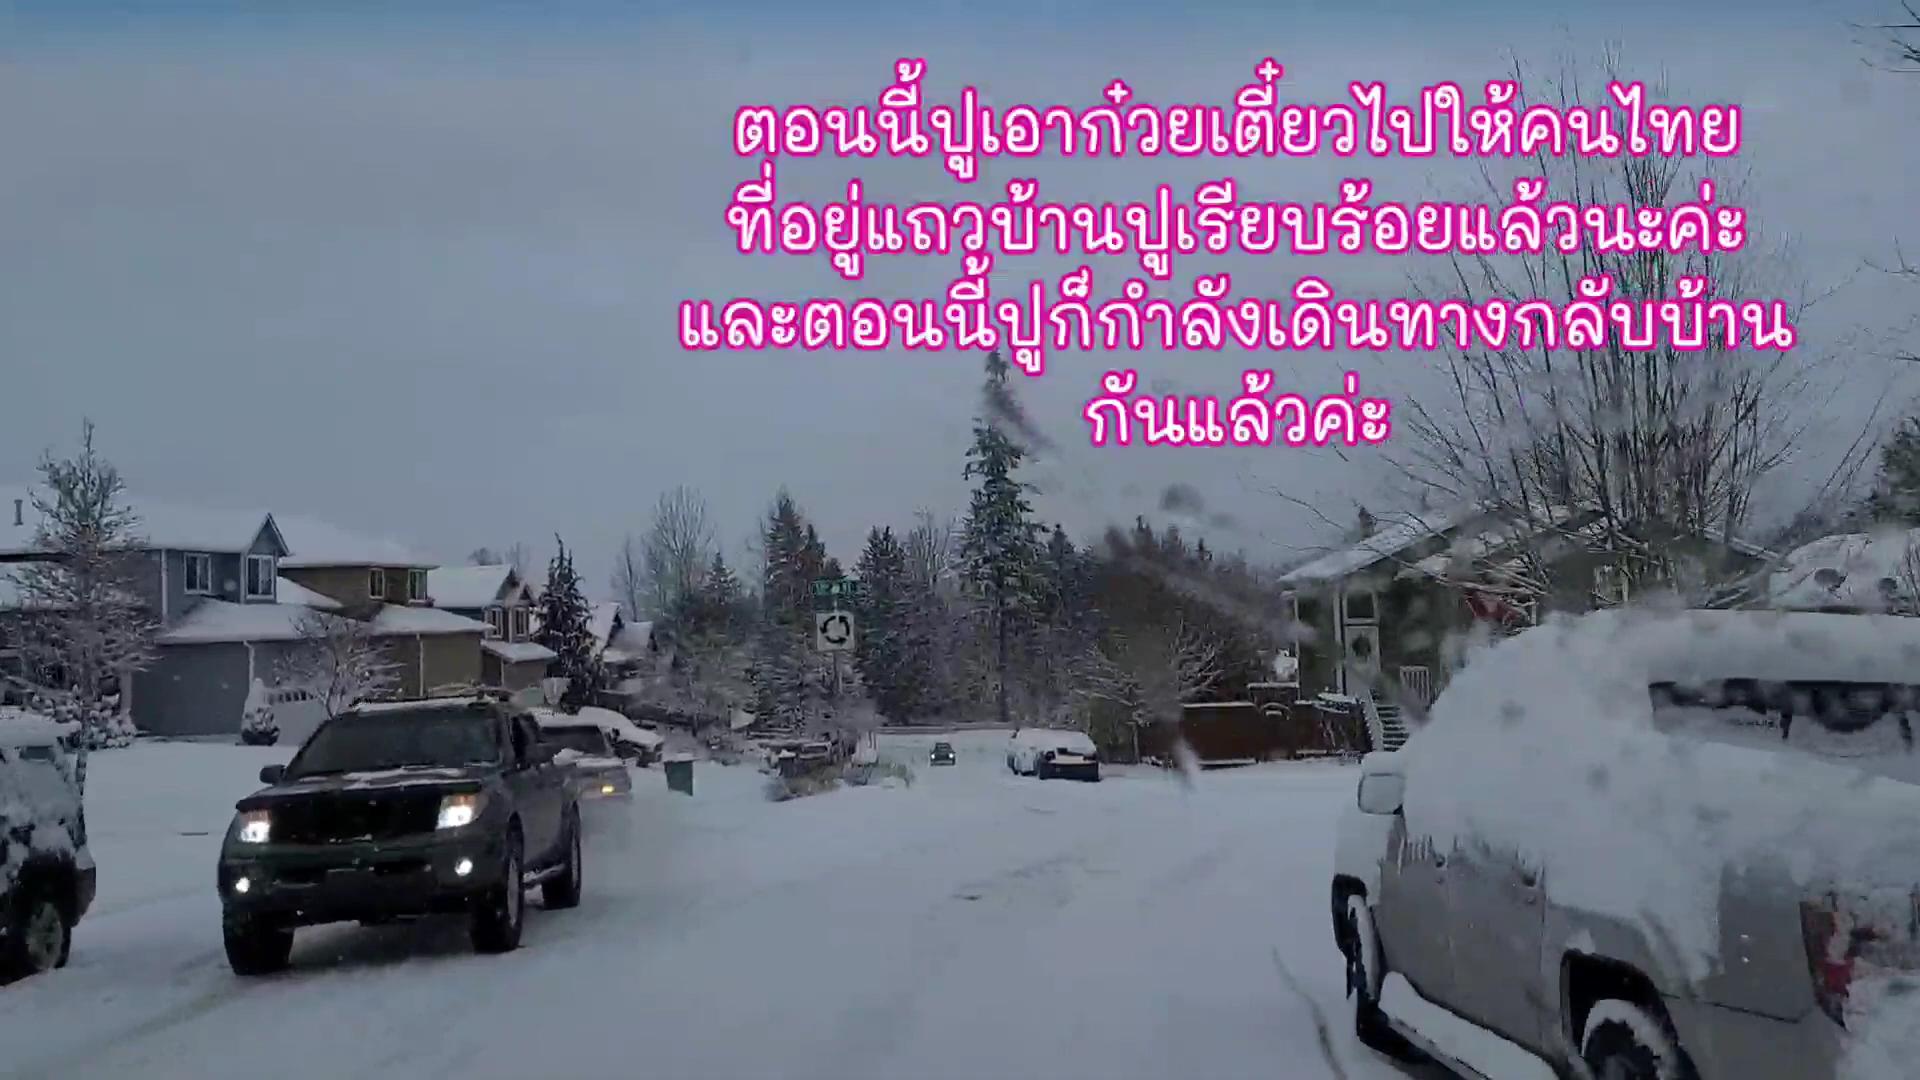 ตอนนี้ปูเอาก๋วยเตี๋ยวไปให้คนไทย
ที่อยู่แถวบ้านปูเรียบร้อยแล้วนะค่ะ
และตอนนี้ปูก็กำลังเดินทางกลับบ้าน
กันแล้วค่ะ